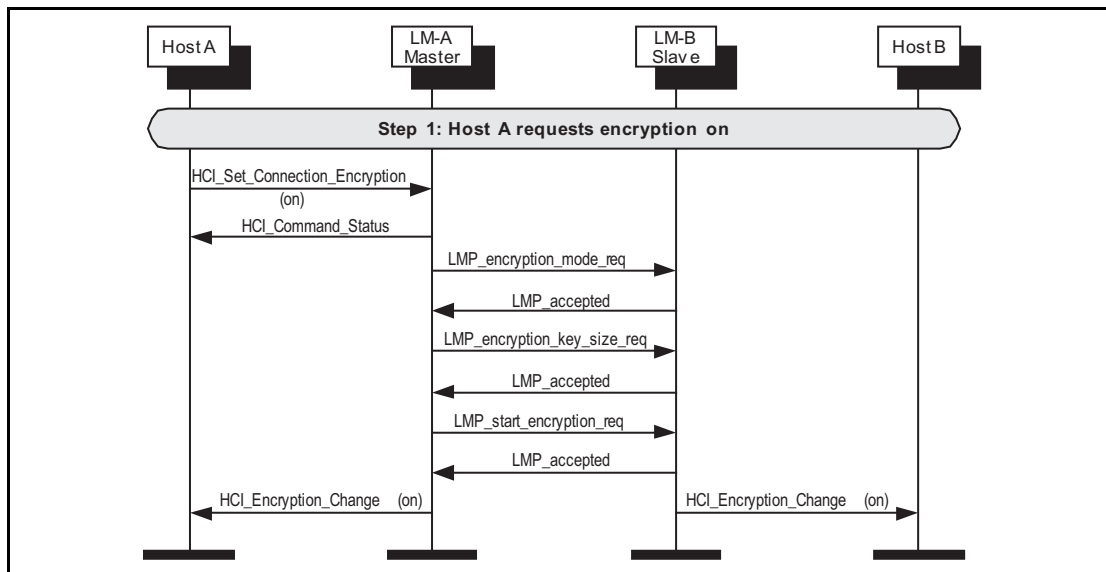 Host A
LM-A
Master
LM-B
Slave
Host B
Step 1: Host A requests encryption on
HCI_Set_Connection_Encryption
(on)
HCI_Command_Status
LMP_encryption_mode_req
LMP_accepted
LMP_encryption_key_size_req
LMP_accepted
LMP_start_encryption_req
LMP_accepted
HCI_Encryption_Change (on)
HCI_Encryption_Change (on)